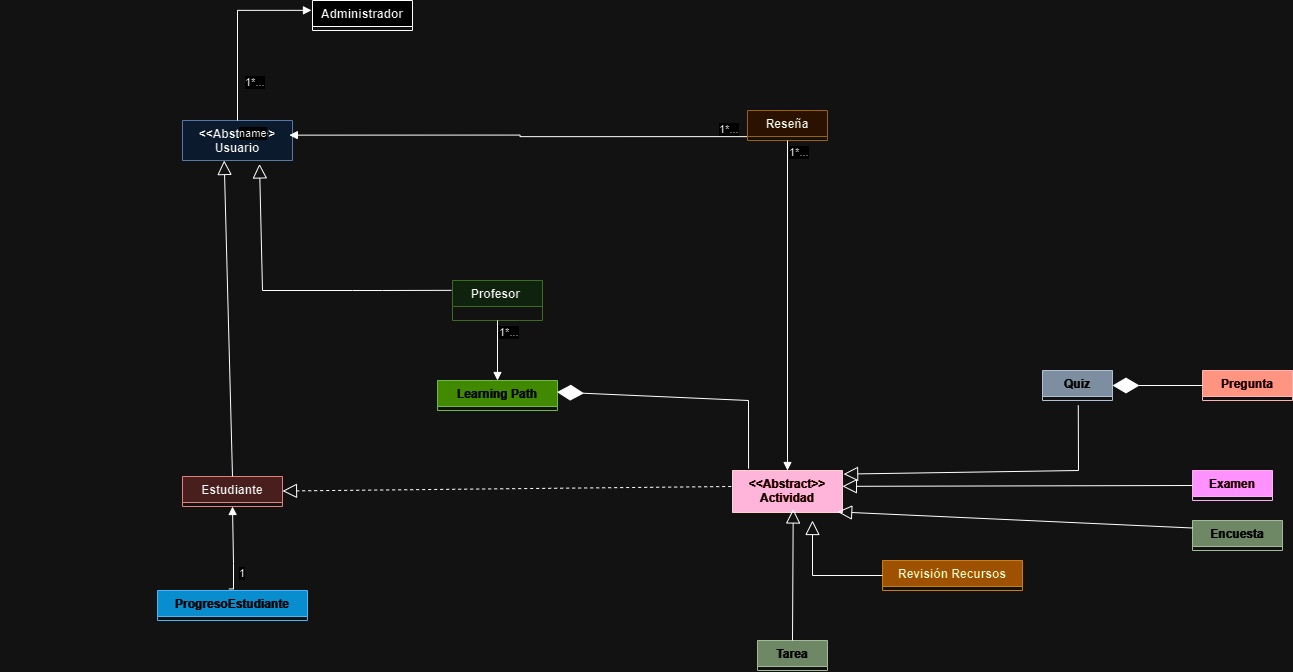 Administrador
1*...
<<Abstname>
Usuario
1*...
Reseña
1*...
Profesor
1*...
Learning Path
Quiz
Pregunta
Estudiante
<<Abstract>>
Actividad
Examen
Encuesta
1
Revisión Recursos
ProgresoEstudiante
Tarea